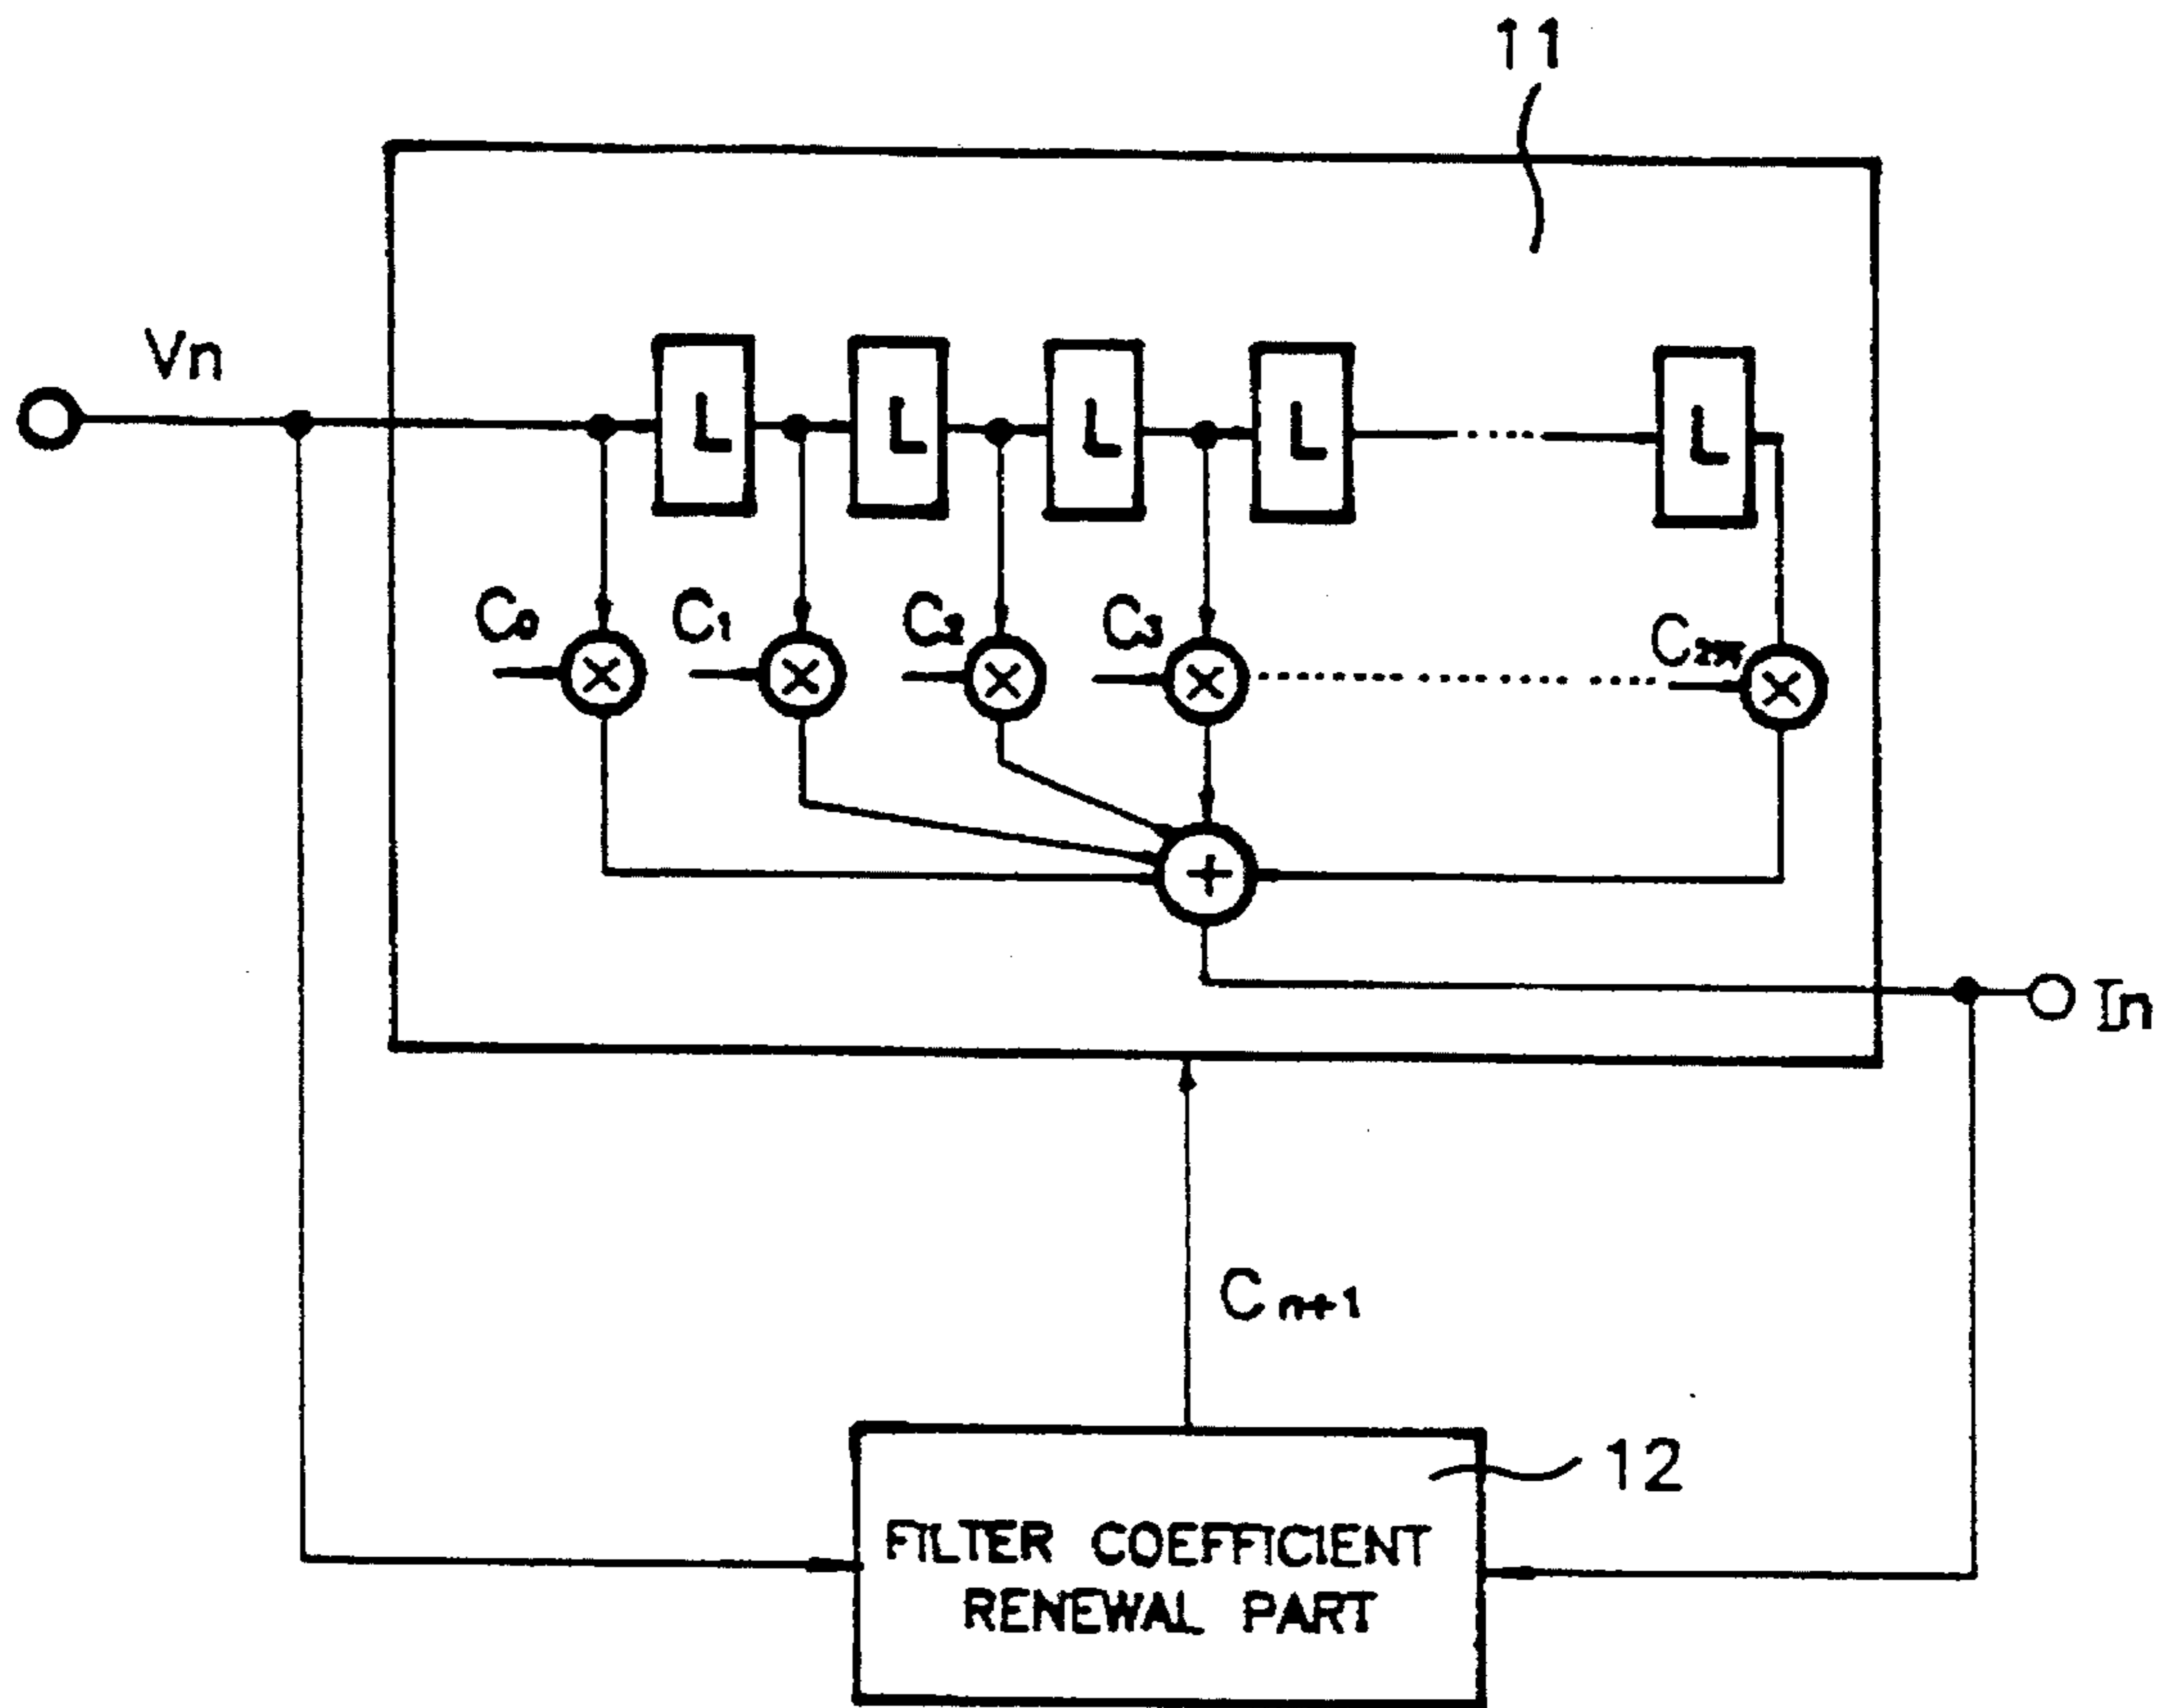 11
Vn
L L L L L
C0 C1 C2 C3
× × × × ×
+
In
Cn+1
12
FILTER COEFFICIENT
RENEWAL PART